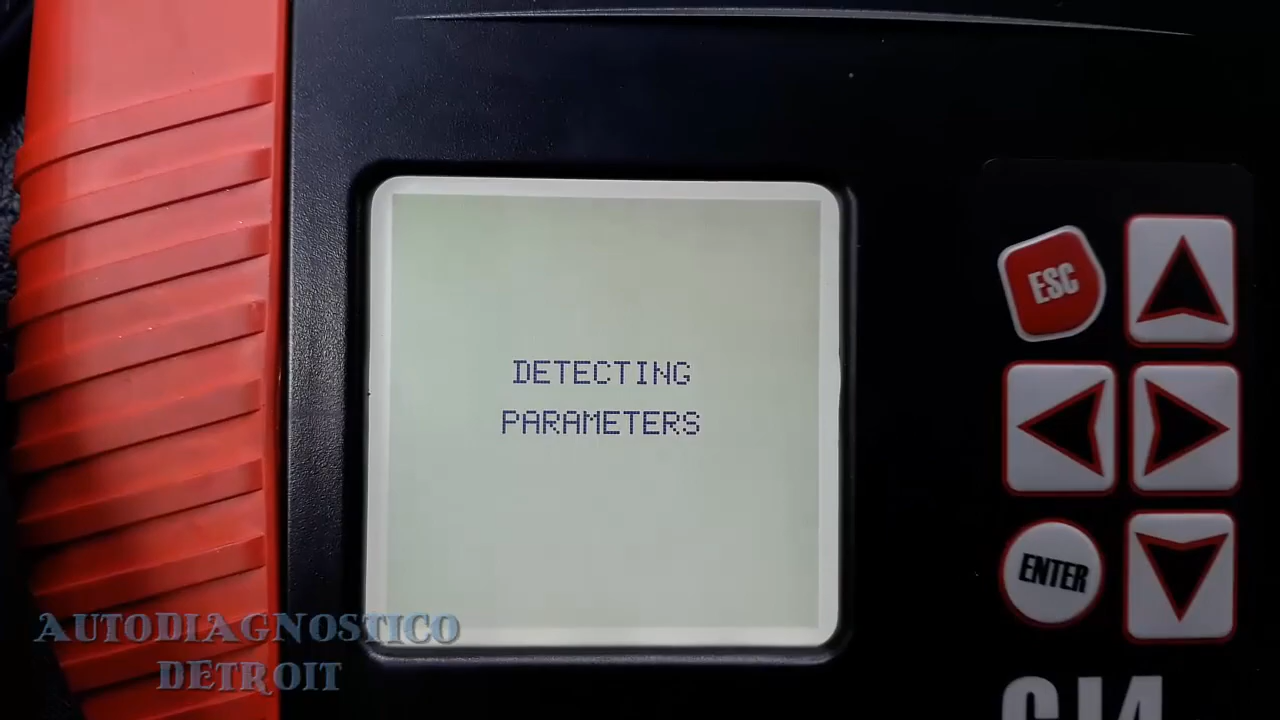 DETECTING
PARAMETERS
ESC
ENTER
AUTODIAGNOSTICO
DETROIT